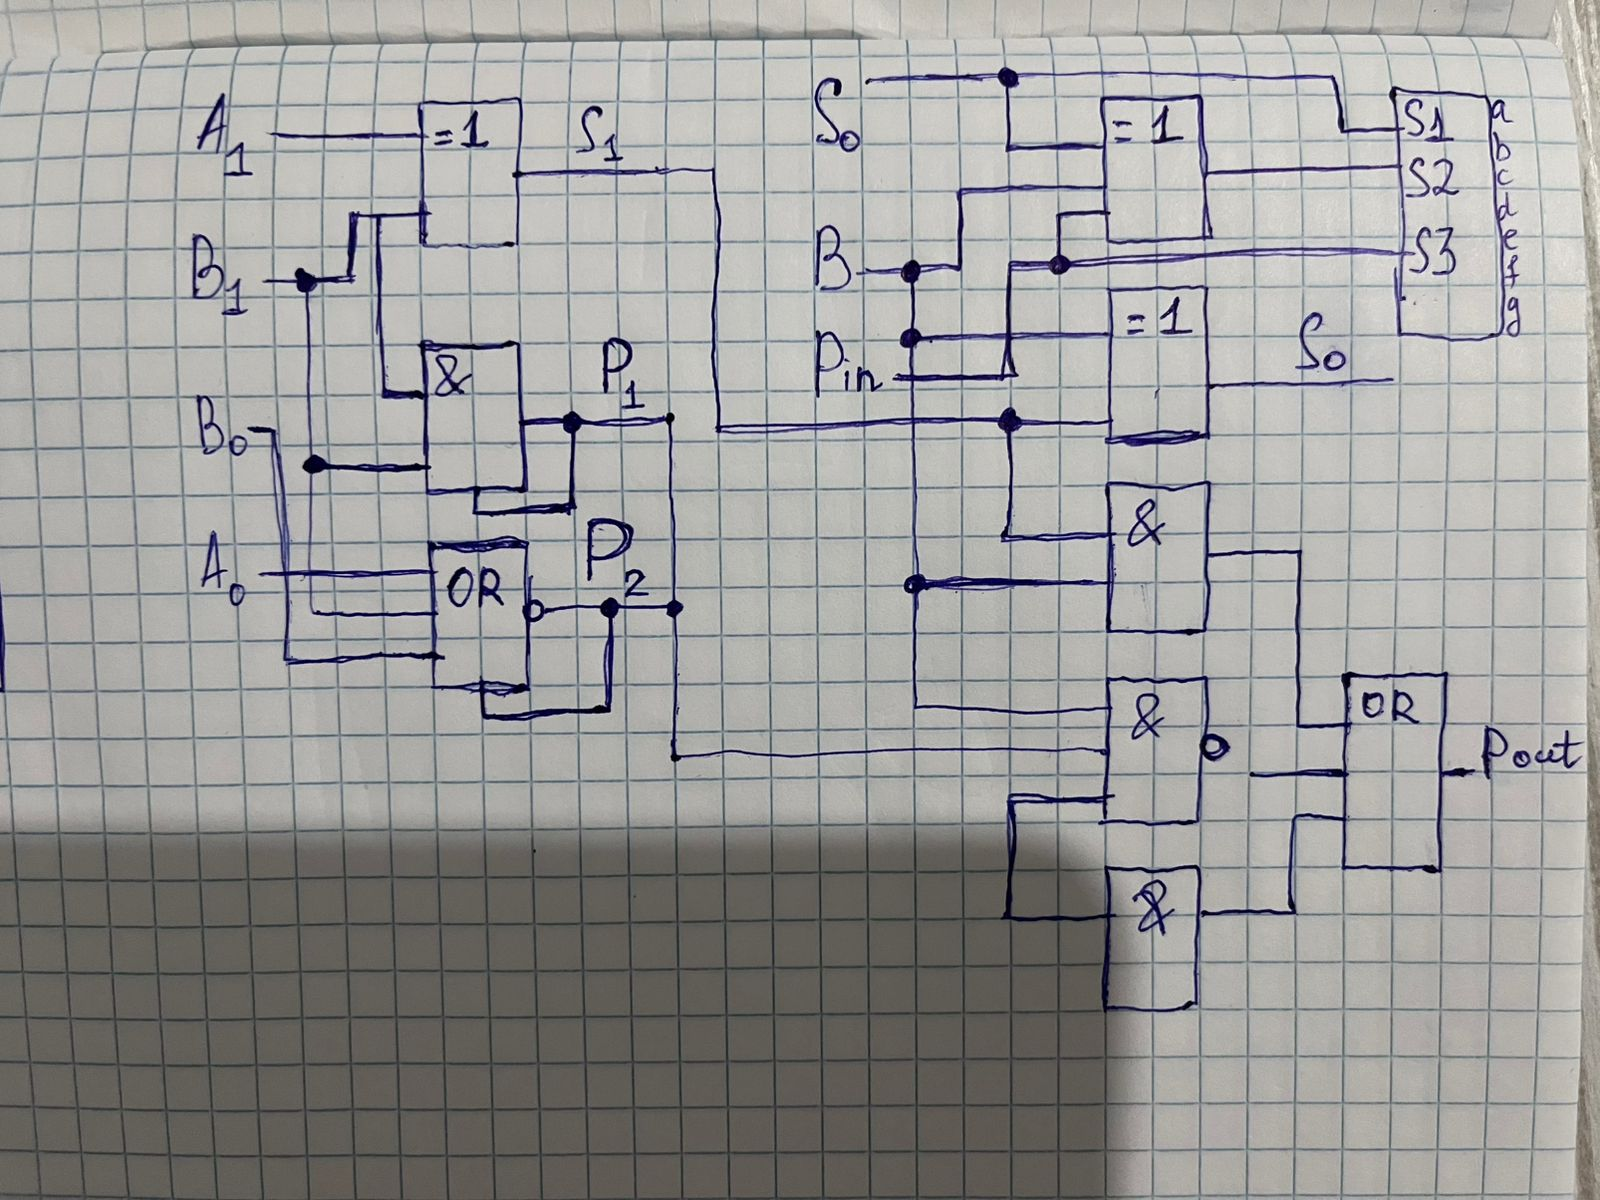 A1
=1
S1
B1
&
P1
B0
A0
OR
P2
S0
=1
S1
S2
S3
a
b
c
d
e
f
g
B
Pin
=1
S0
&
&
OR
Pout
&